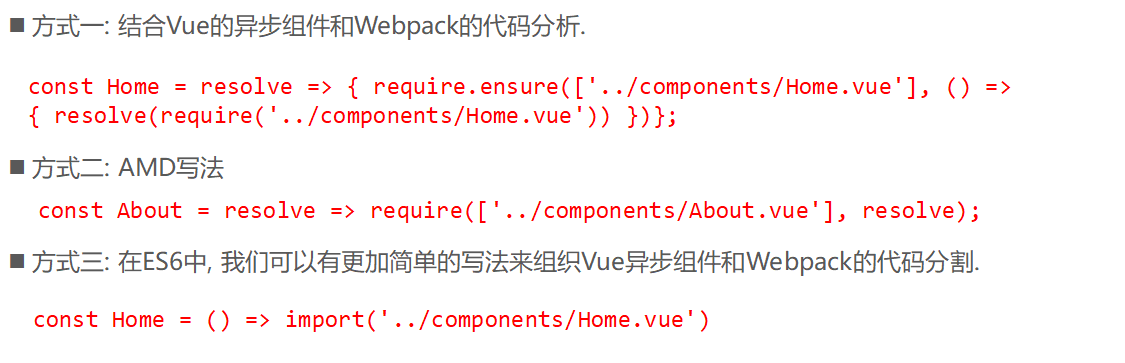 ■ 方式一: 结合Vue的异步组件和Webpack的代码分析.
const Home = resolve => { require.ensure(['../components/Home.vue'], () =>
{ resolve(require('../components/Home.vue')) })};
■ 方式二: AMD写法
const About = resolve => require(['../components/About.vue'], resolve);
■ 方式三: 在ES6中, 我们可以有更加简单的写法来组织Vue异步组件和Webpack的代码分割.
const Home = () => import('../components/Home.vue')